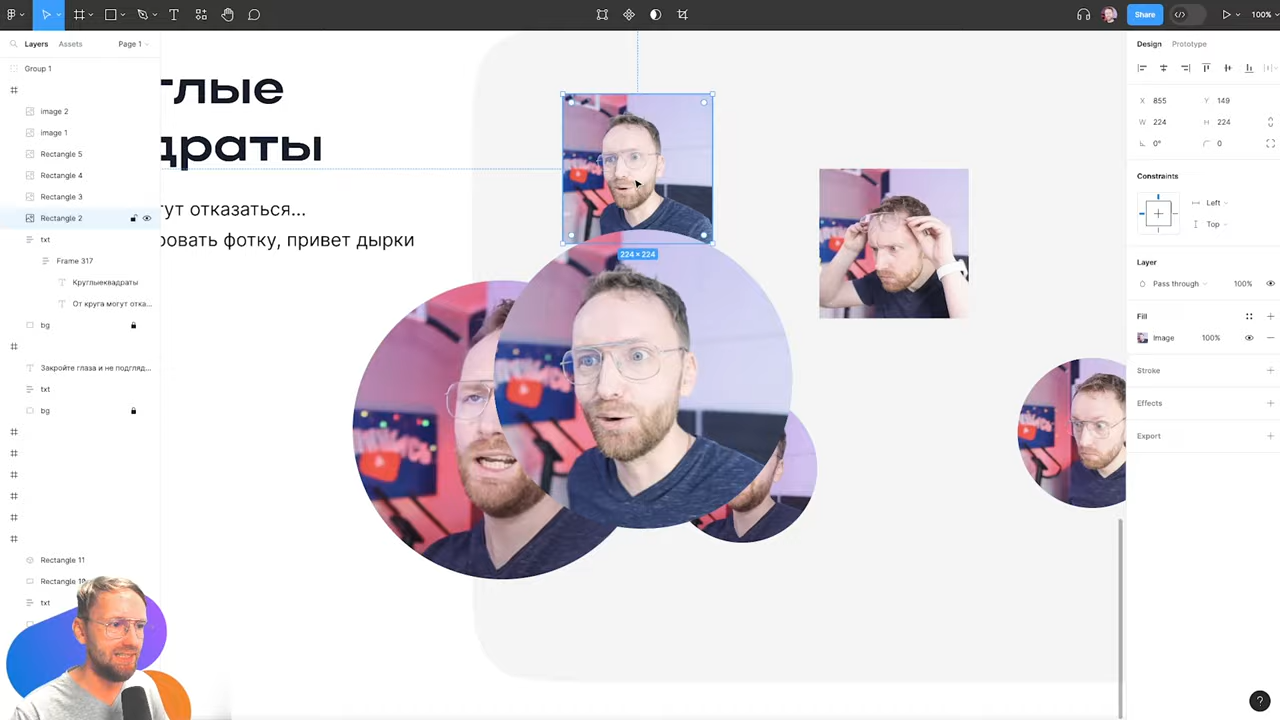 Share
100%
Layers
Assets
Page 1
Design
Prototype
Group 1
image 2
image 1
Rectangle 5
Rectangle 4
Rectangle 3
Rectangle 2
txt
Frame 317
Круглыеквадраты
От круга могут отка...
bg
Закройте глаза и не подгляд...
txt
bg
Rectangle 11
Rectangle 10
txt
глые
драты
гут отказаться...
ровать фотку, привет дырки
224 × 224
X 855
Y 149
W 224
H 224
0°
0
Constraints
Left
Top
Layer
Pass through
100%
Fill
Image
100%
Stroke
Effects
Export
?